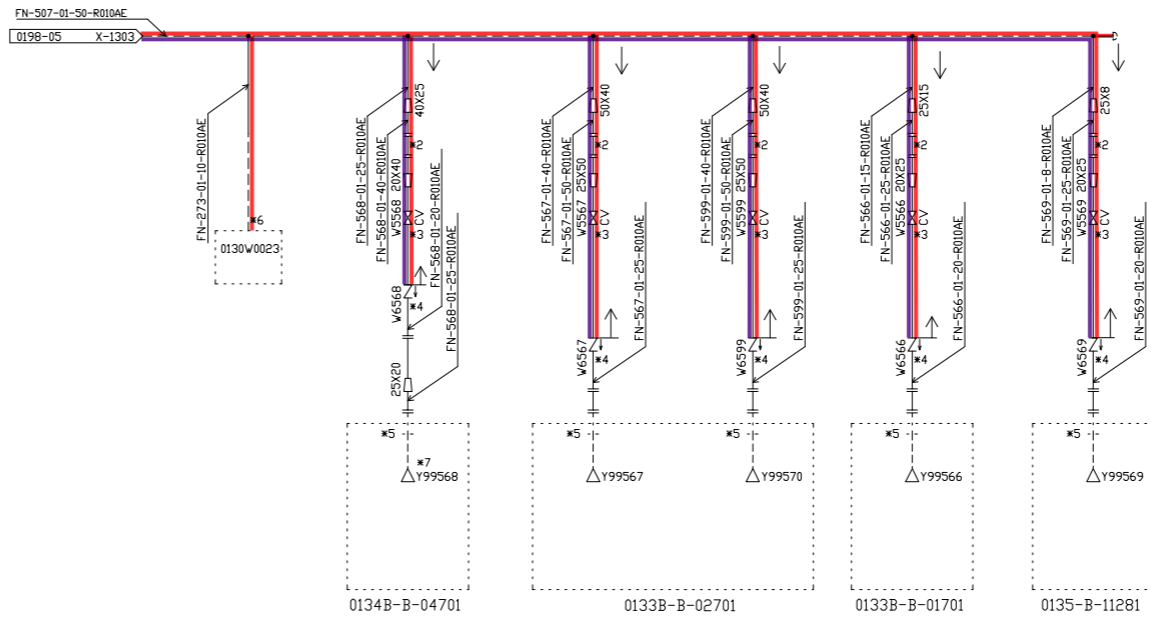 FN-507-01-50-R010AE
0198-05 X-1303
FN-273-01-10-R010AE
*6
0130W0023
FN-568-01-25-R010AE
40X25
FN-568-01-40-R010AE
*2
W5568 20X40
CV
*3
FN-568-01-20-R010AE
W6568
*4
FN-568-01-25-R010AE
25X20
*5
*7
Y99568
0134B-B-04701
FN-567-01-40-R010AE
50X40
FN-567-01-50-R010AE
*2
W5567 25X50
CV
*3
FN-567-01-25-R010AE
W6567
*4
*5
Y99567
FN-599-01-40-R010AE
50X40
FN-599-01-50-R010AE
*2
W5599 25X50
CV
*3
FN-599-01-25-R010AE
W6599
*4
*5
Y99570
0133B-B-02701
FN-566-01-15-R010AE
25X15
FN-566-01-25-R010AE
*2
W5566 20X25
CV
*3
FN-566-01-20-R010AE
W6566
*4
*5
Y99566
0133B-B-01701
FN-569-01-8-R010AE
25X8
FN-569-01-25-R010AE
*2
W5569 20X25
CV
*3
FN-569-01-20-R010AE
W6569
*4
*5
Y99569
0135-B-11281